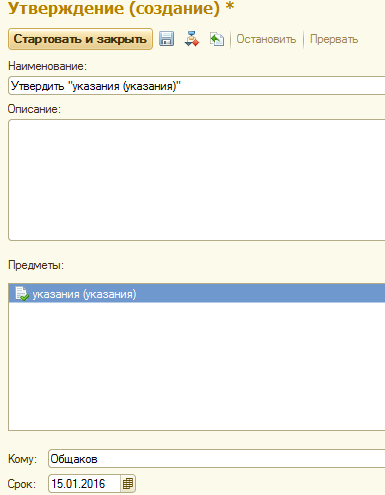 Утверждение (создание) *
Стартовать и закрыть Остановить Прервать
Наименование:
Утвердить "указания (указания)"
Описание:
Предметы:
указания (указания)
Кому: Общаков
Срок: 15.01.2016